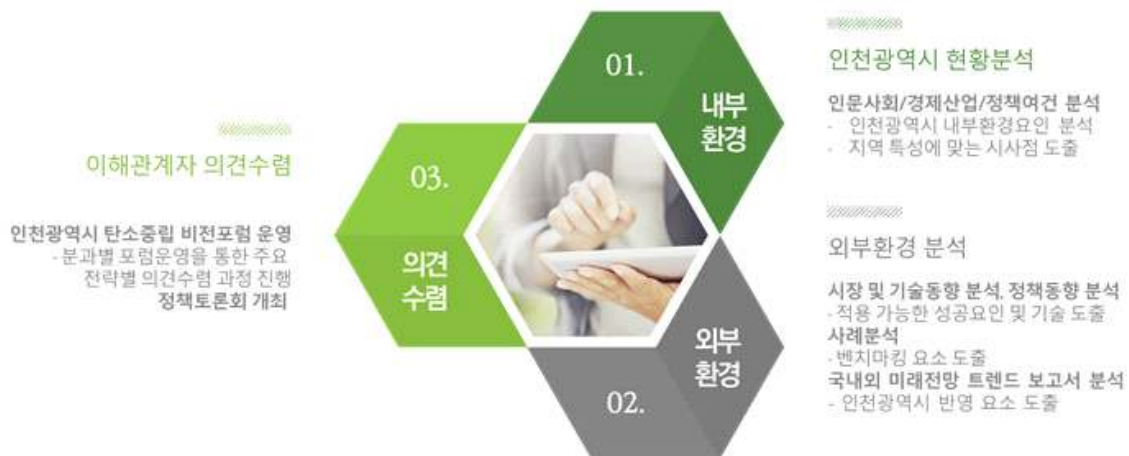 01.
내부
환경
인천광역시 현황분석
인문사회/경제산업/정책여건 분석
- 인천광역시 내부환경요인 분석
- 지역 특성에 맞는 시사점 도출
02.
외부
환경
외부환경 분석
시장 및 기술동향 분석, 정책동향 분석
- 적용 가능한 성공요인 및 기술 도출
사례분석
- 벤치마킹 요소 도출
국내외 미래전망 트렌드 보고서 분석
- 인천광역시 반영 요소 도출
03.
의견
수렴
이해관계자 의견수렴
인천광역시 탄소중립 비전포럼 운영
- 분과별 포럼운영을 통한 주요
전략별 의견수렴 과정 진행
정책토론회 개최